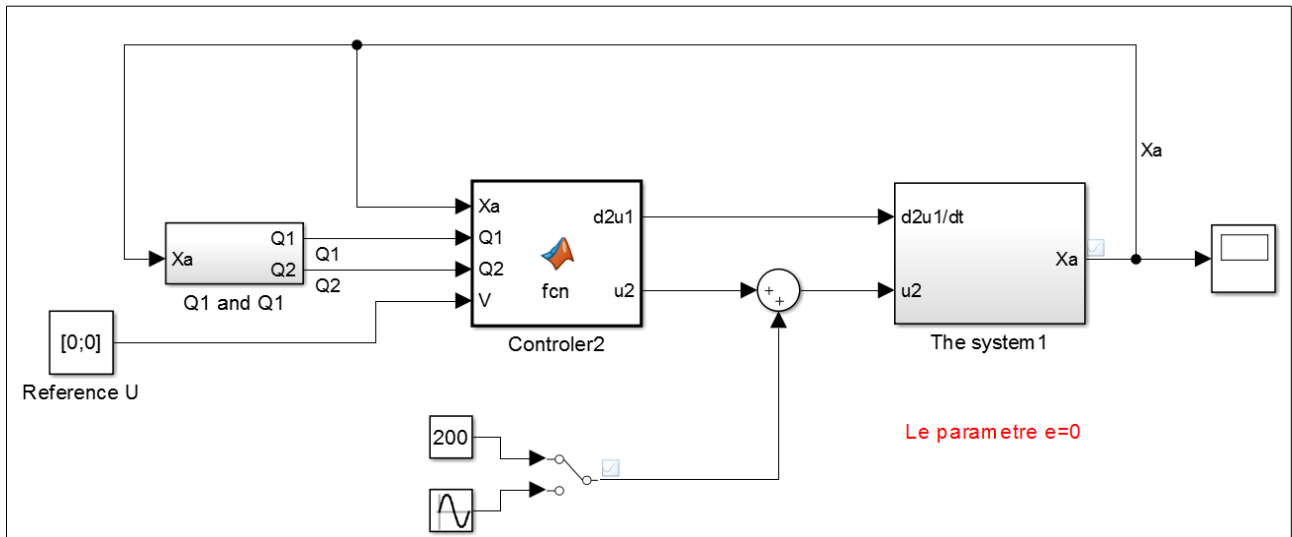 Xa
Xa
Q1
Q2
Q1
Q2
Q1 and Q1
[0;0]
Reference U
Xa
Q1
Q2
V
fcn
d2u1
u2
Controler2
+
+
200
d2u1/dt
u2
Xa
The system1
Le parametre e=0